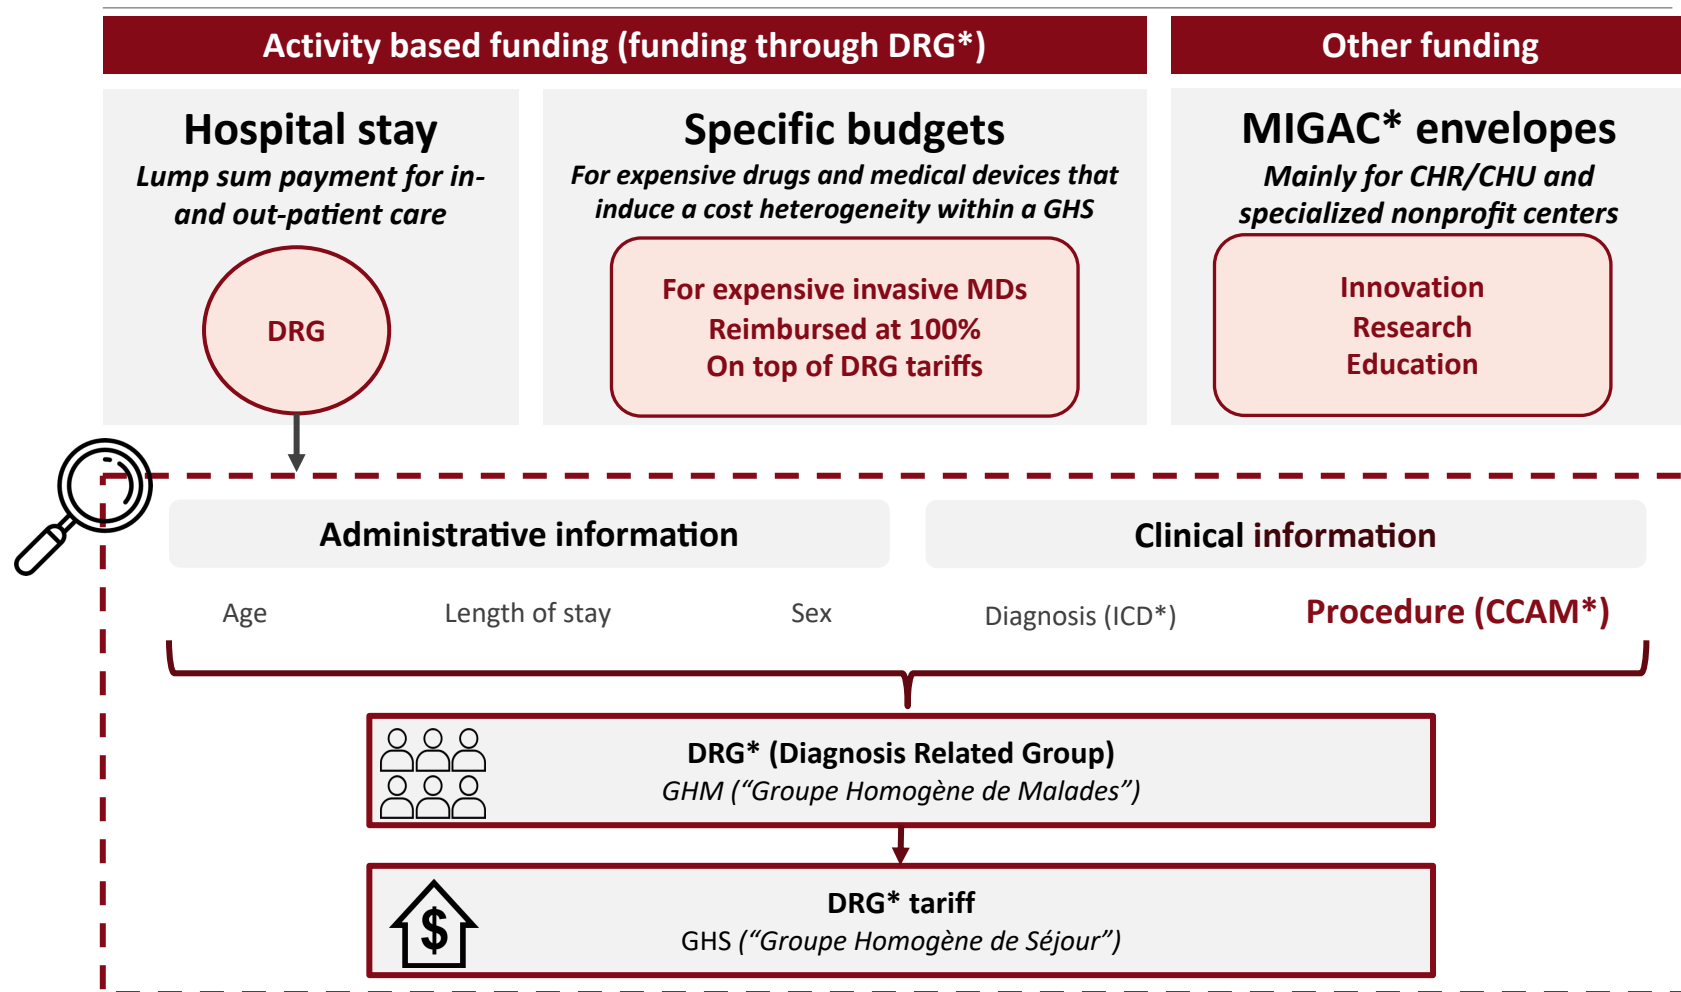 Activity based funding (funding through DRG*)
Other funding
Hospital stay
Lump sum payment for in-
and out-patient care
DRG
Specific budgets
For expensive drugs and medical devices that
induce a cost heterogeneity within a GHS
For expensive invasive MDs
Reimbursed at 100%
On top of DRG tariffs
MIGAC* envelopes
Mainly for CHR/CHU and
specialized nonprofit centers
Innovation
Research
Education
Administrative information
Clinical information
Age
Length of stay
Sex
Diagnosis (ICD*)
Procedure (CCAM*)
DRG* (Diagnosis Related Group)
GHM (“Groupe Homogène de Malades”)
DRG* tariff
GHS (“Groupe Homogène de Séjour”)
$